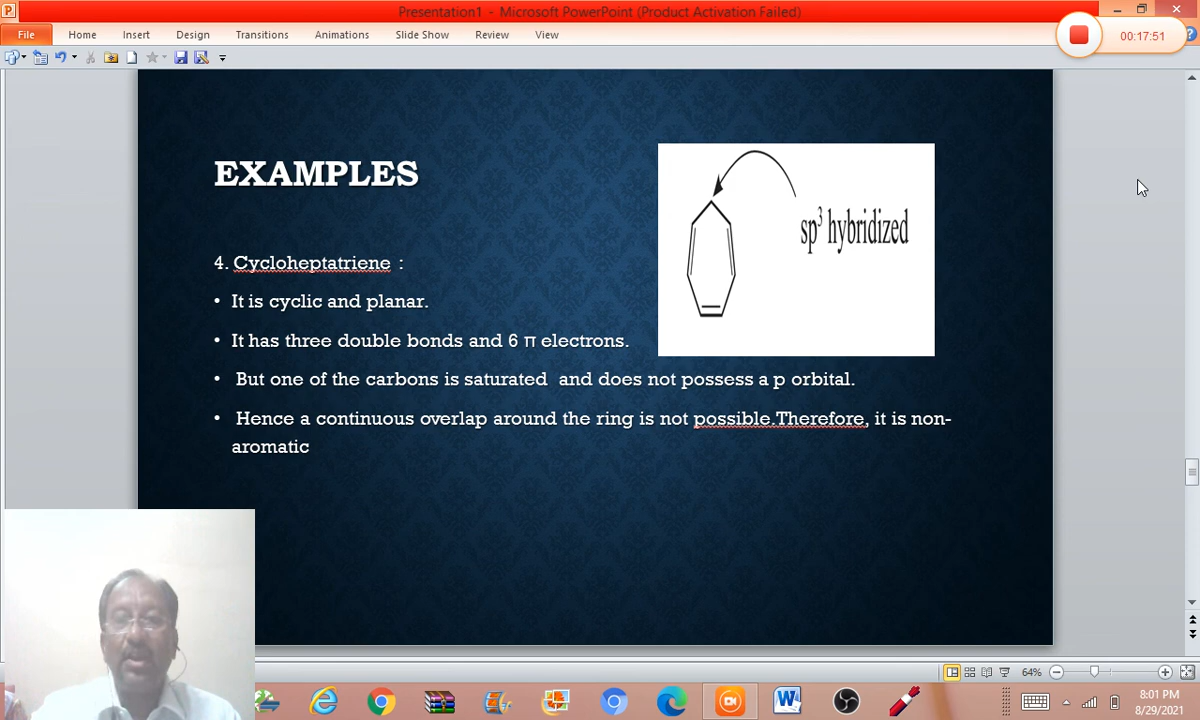 Presentation1 - Microsoft PowerPoint (Product Activation Failed)
File Home Insert Design Transitions Animations Slide Show Review View
00:17:51
EXAMPLES
sp³ hybridized
4. Cycloheptatriene :
• It is cyclic and planar.
• It has three double bonds and 6 π electrons.
• But one of the carbons is saturated and does not possess a p orbital.
• Hence a continuous overlap around the ring is not possible.Therefore, it is non-
aromatic
64%
8:01 PM
8/29/2021